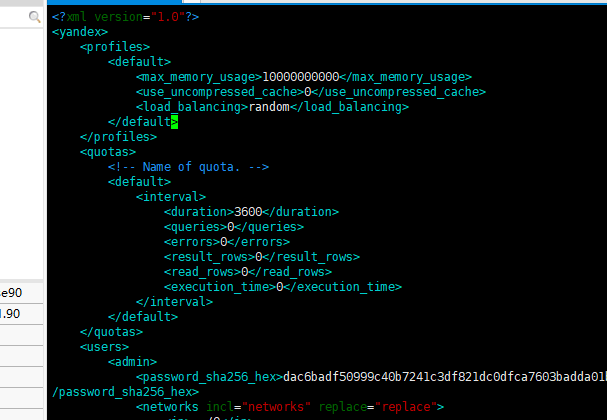 <?xml version="1.0"?>
<yandex>
<profiles>
<default>
<max_memory_usage>10000000000</max_memory_usage>
<use_uncompressed_cache>0</use_uncompressed_cache>
<load_balancing>random</load_balancing>
</default>
</profiles>
<quotas>
<!-- Name of quota. -->
<default>
<interval>
<duration>3600</duration>
<queries>0</queries>
<errors>0</errors>
<result_rows>0</result_rows>
<read_rows>0</read_rows>
<execution_time>0</execution_time>
</interval>
</default>
</quotas>
<users>
<admin>
<password_sha256_hex>dac6badf50999c40b7241c3df821dc0dfca7603badda01
/password_sha256_hex>
<networks incl="networks" replace="replace">
e90
.90